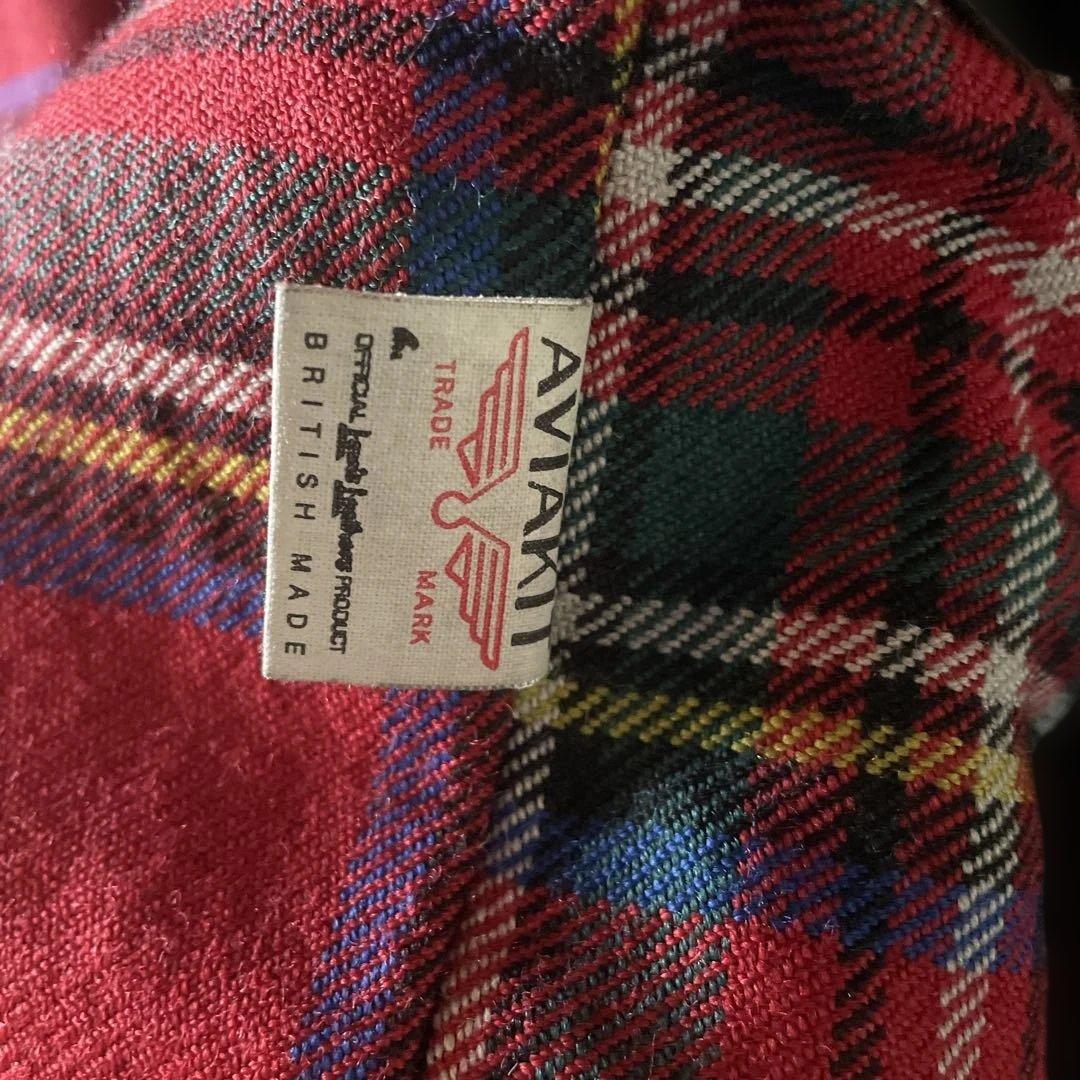 AVIAKIT
TRADE MARK
OFFICIAL Lewis Leathers PRODUCT
BRITISH MADE